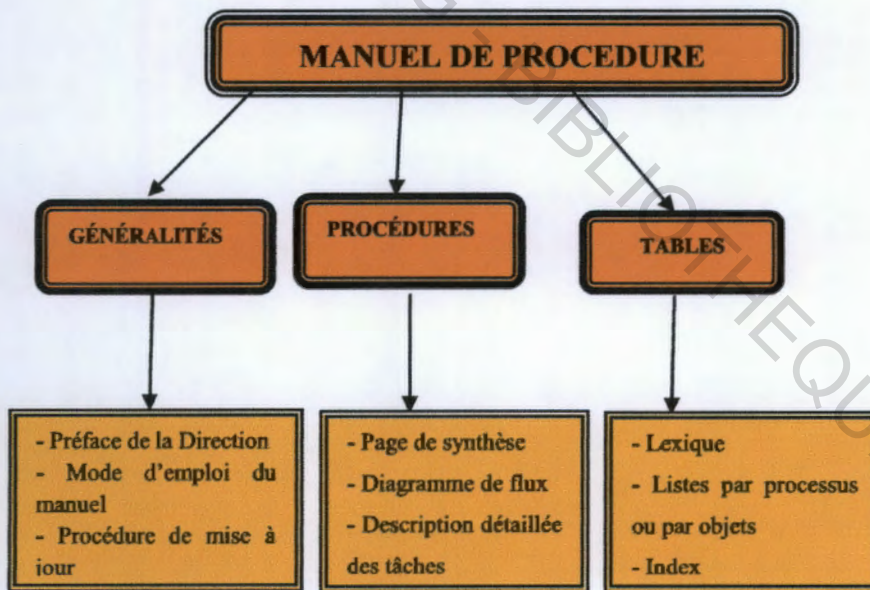 MANUEL DE PROCEDURE
GÉNÉRALITÉS
PROCÉDURES
TABLES
- Préface de la Direction
- Mode d'emploi du
manuel
- Procédure de mise à
jour
- Page de synthèse
- Diagramme de flux
- Description détaillée
des tâches
- Lexique
- Listes par processus
ou par objets
- Index